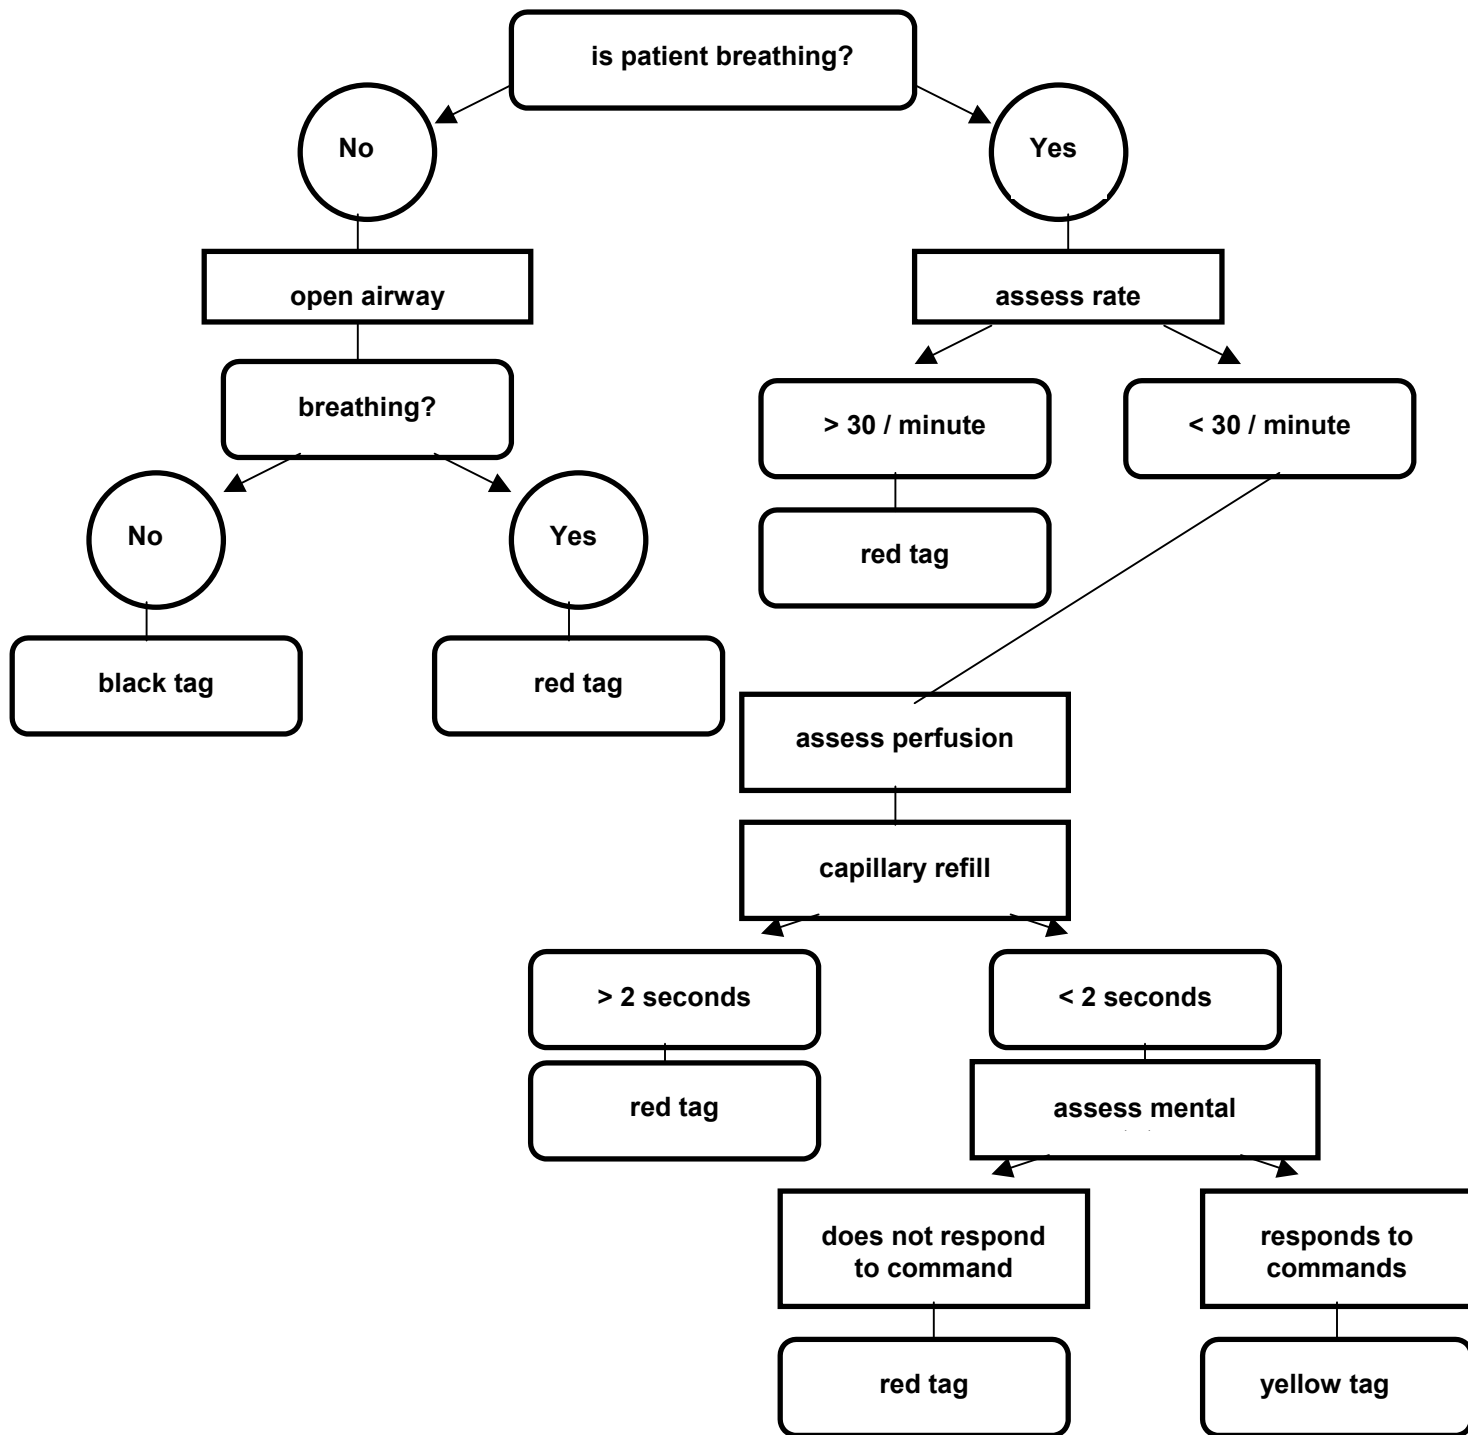 is patient breathing?
No
Yes
open airway
assess rate
breathing?
> 30 / minute
< 30 / minute
No
Yes
red tag
black tag
red tag
assess perfusion
capillary refill
> 2 seconds
< 2 seconds
red tag
assess mental
does not respond
to command
responds to
commands
red tag
yellow tag